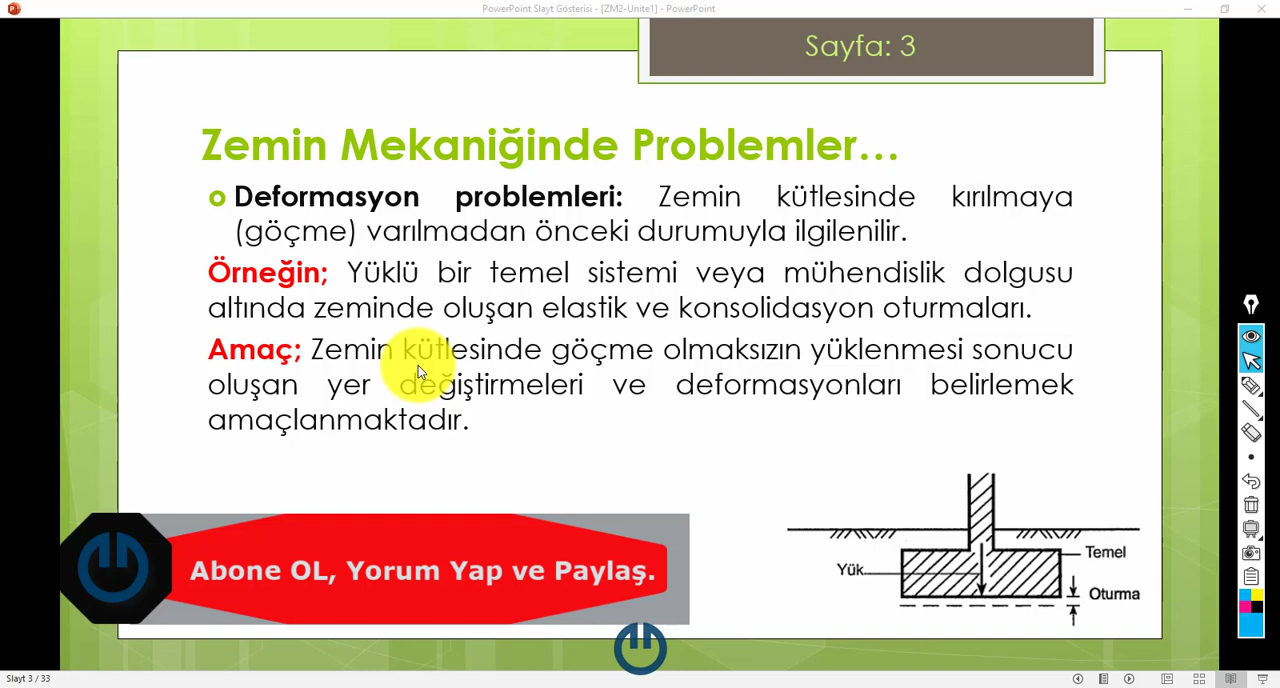 PowerPoint Slayt Gösterisi - [ZM2-Unite1] - PowerPoint
Sayfa: 3
Zemin Mekaniğinde Problemler...
Deformasyon problemleri: Zemin kütlesinde kırılmaya
(göçme) varılmadan önceki durumuyla ilgilenilir.
Örneğin; Yüklü bir temel sistemi veya mühendislik dolgusu
altında zeminde oluşan elastik ve konsolidasyon oturmaları.
Amaç; Zemin kütlesinde göçme olmaksızın yüklenmesi sonucu
oluşan yer değiştirmeleri ve deformasyonları belirlemek
amaçlanmaktadır.
Temel
Yük
Oturma
Abone OL, Yorum Yap ve Paylaş.
Slayt 3 / 33